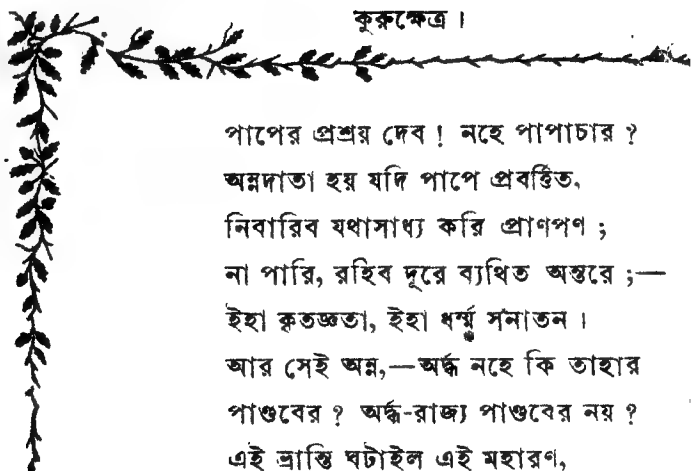 কুরুক্ষেত্র।
পাপের প্রশ্রয় দেব! নহে পাপাচার?
অন্নদাতা হয় যদি পাপে প্রবর্ত্তিত,
নিবারিব যথাসাধ্য করি প্রাণপণ;
না পারি, রহিব দূরে ব্যথিত অন্তরে;—
ইহা কৃতজ্ঞতা, ইহা ধর্ম্ম সনাতন।
আর সেই অন্ন,—অর্দ্ধ নহে কি তাহার
পাণ্ডবের? অর্দ্ধ-রাজ্য পাণ্ডবের নয়?
এই ভ্রান্তি ঘটাইল এই মহারণ,